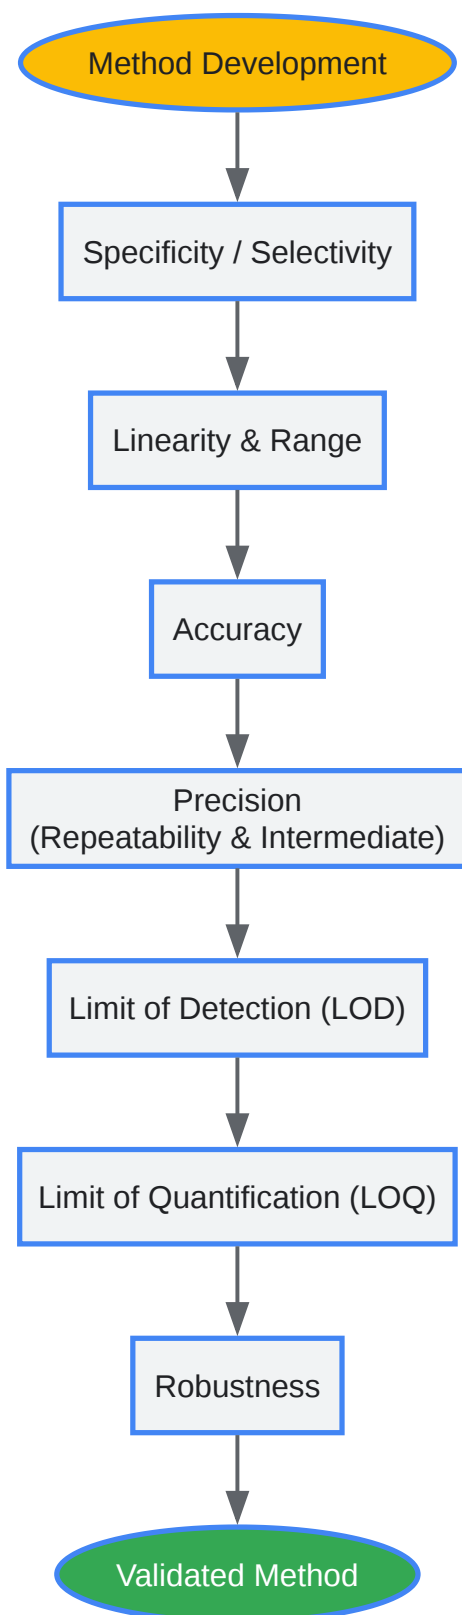 Method Development
Specificity / Selectivity
Linearity & Range
Accuracy
Precision
(Repeatability & Intermediate)
Limit of Detection (LOD)
Limit of Quantification (LOQ)
Robustness
Validated Method